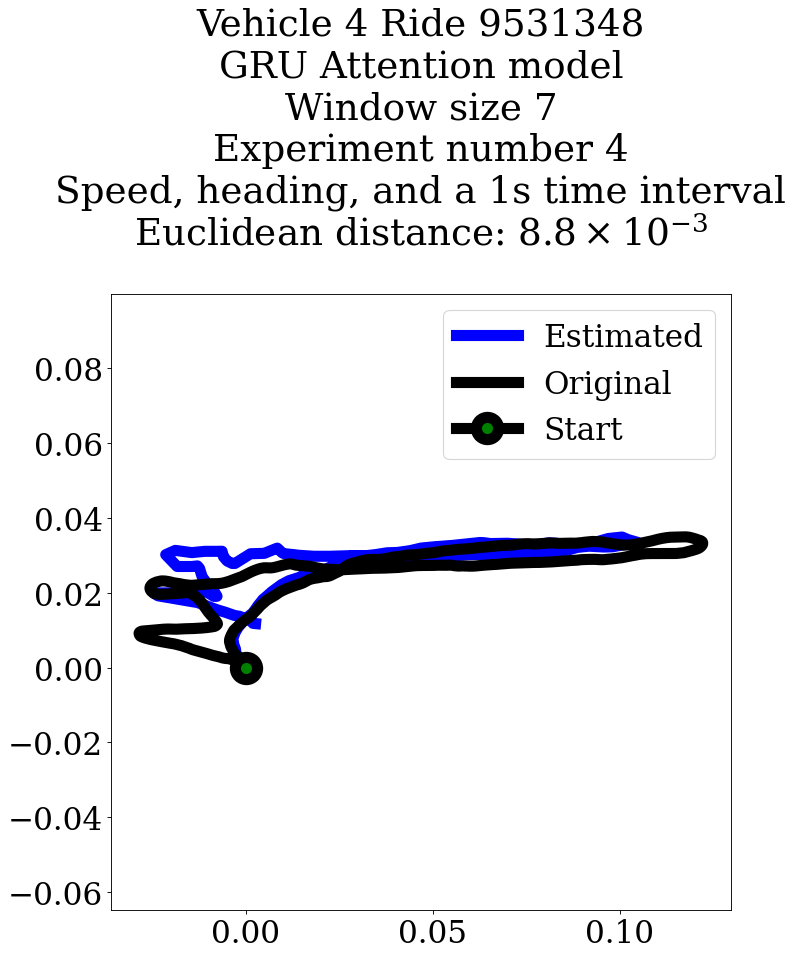 Vehicle 4 Ride 9531348
GRU Attention model
Window size 7
Experiment number 4
Speed, heading, and a 1s time interval
Euclidean distance: 8.8 × 10⁻³
Estimated
Original
Start
0.08
0.06
0.04
0.02
0.00
−0.02
−0.04
−0.06
0.00 0.05 0.10